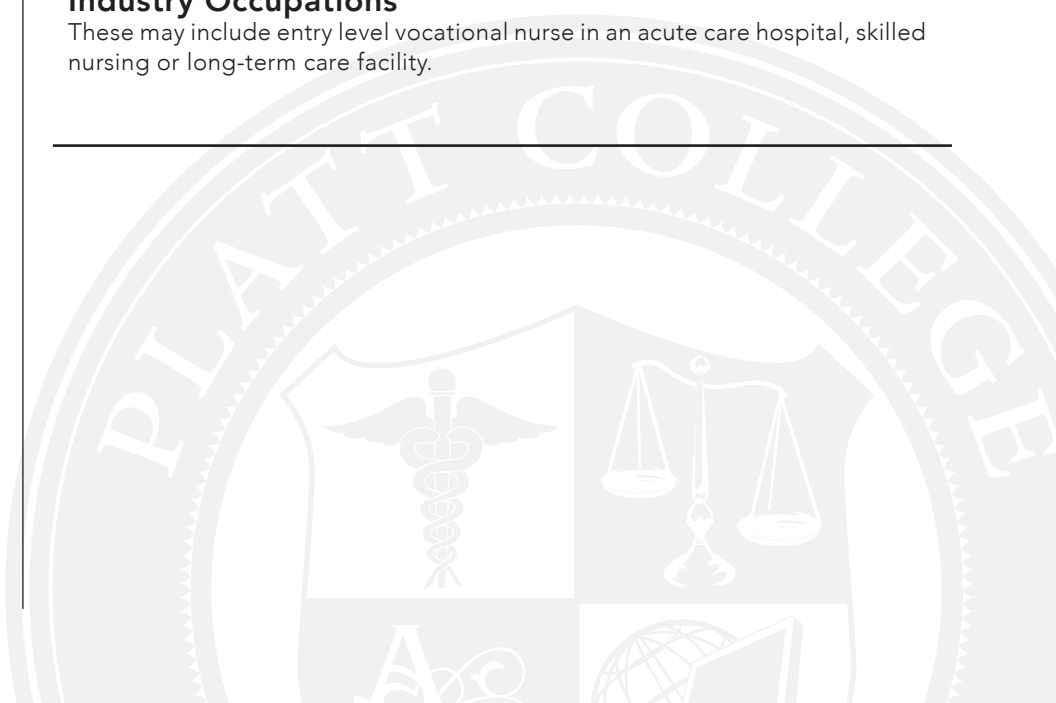 Industry Occupations
These may include entry level vocational nurse in an acute care hospital, skilled
nursing or long-term care facility.
PLATT COLLEGE